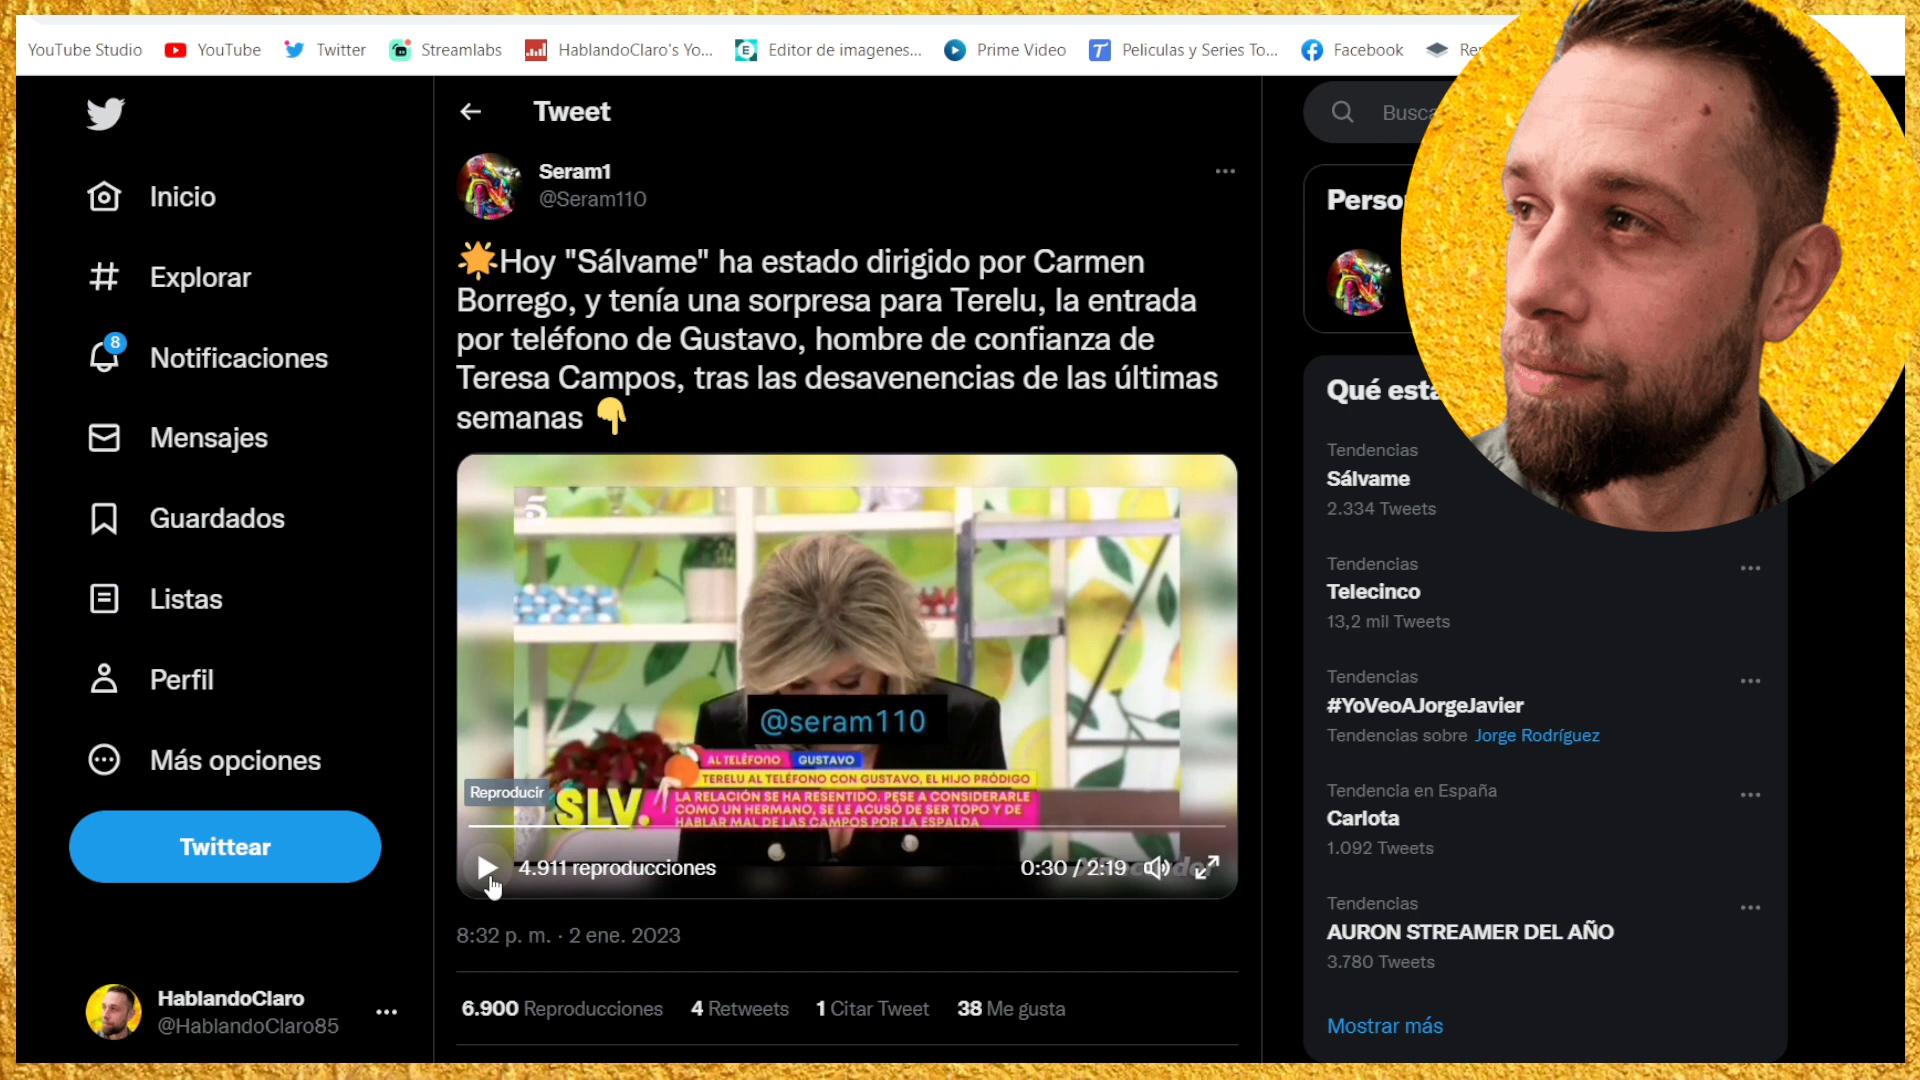 YouTube Studio
YouTube
Twitter
Streamlabs
HablandoClaro's Yo...
Editor de imagenes...
Prime Video
Peliculas y Series To...
Facebook
Inicio
Explorar
8
Notificaciones
Mensajes
Guardados
Listas
Perfil
Más opciones
Twittear
HablandoClaro
@HablandoClaro85
Tweet
Seram1
@Seram110
Hoy "Sálvame" ha estado dirigido por Carmen
Borrego, y tenía una sorpresa para Terelu, la entrada
por teléfono de Gustavo, hombre de confianza de
Teresa Campos, tras las desavenencias de las últimas
semanas
5
@seram110
AL TELÉFONO GUSTAVO
TERELU AL TELÉFONO CON GUSTAVO, EL HIJO PRÓDIGO
SLV.
LA RELACIÓN SE HA RESENTIDO. PESE A CONSIDERARLE
COMO UN HERMANO, SE LE ACUSÓ DE SER TOPO Y DE
HABLAR MAL DE LAS CAMPOS POR LA ESPALDA
Reproducir
4.911 reproducciones
0:30 / 2:19
8:32 p. m. · 2 ene. 2023
6.900 Reproducciones 4 Retweets 1 Citar Tweet 38 Me gusta
Busca
Perso
Qué está
Tendencias
Sálvame
2.334 Tweets
Tendencias
Telecinco
13,2 mil Tweets
Tendencias
#YoVeoAJorgeJavier
Tendencias sobre Jorge Rodríguez
Tendencia en España
Carlota
1.092 Tweets
Tendencias
AURON STREAMER DEL AÑO
3.780 Tweets
Mostrar más